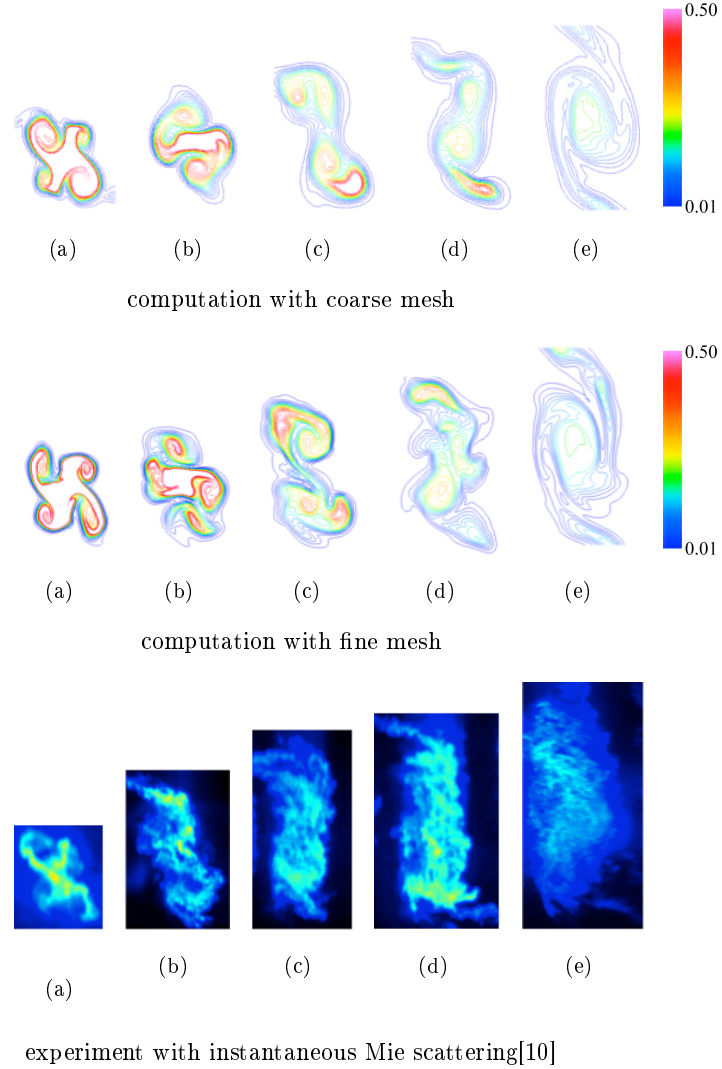 0.50
0.01
(a) (b) (c) (d) (e)
computation with coarse mesh
0.50
0.01
(a) (b) (c) (d) (e)
computation with fine mesh
(b) (c) (d) (e)
(a)
experiment with instantaneous Mie scattering[10]